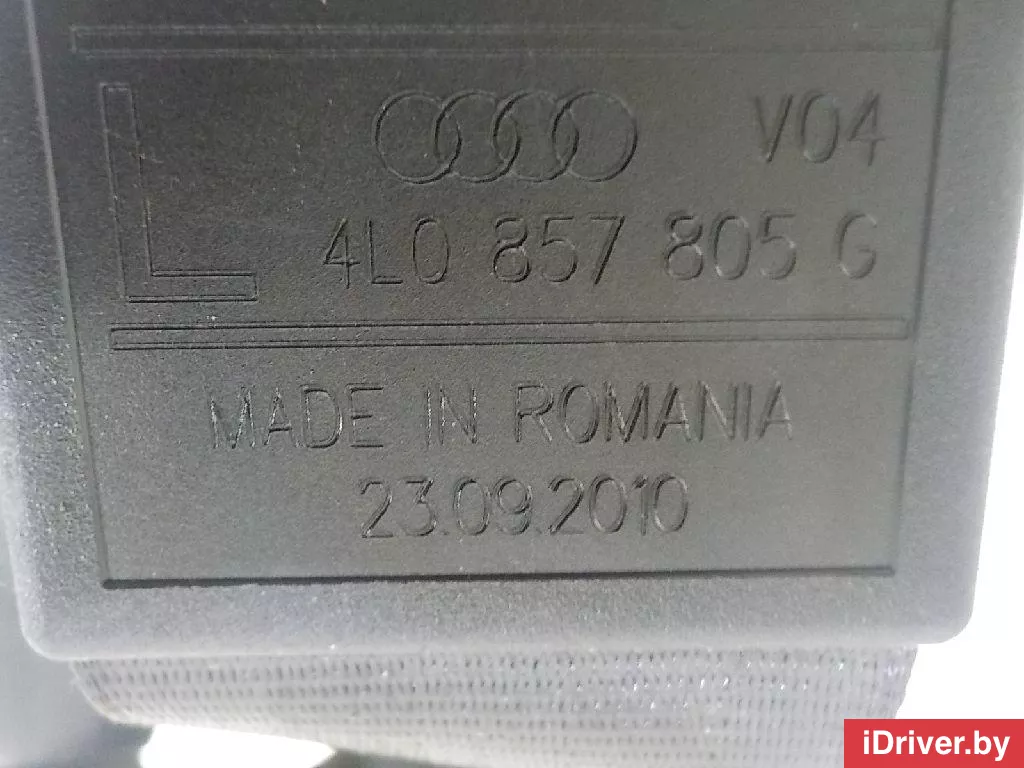 L
V04
4L0 857 805 G
MADE IN ROMANIA
23.09.2010
iDriver.by